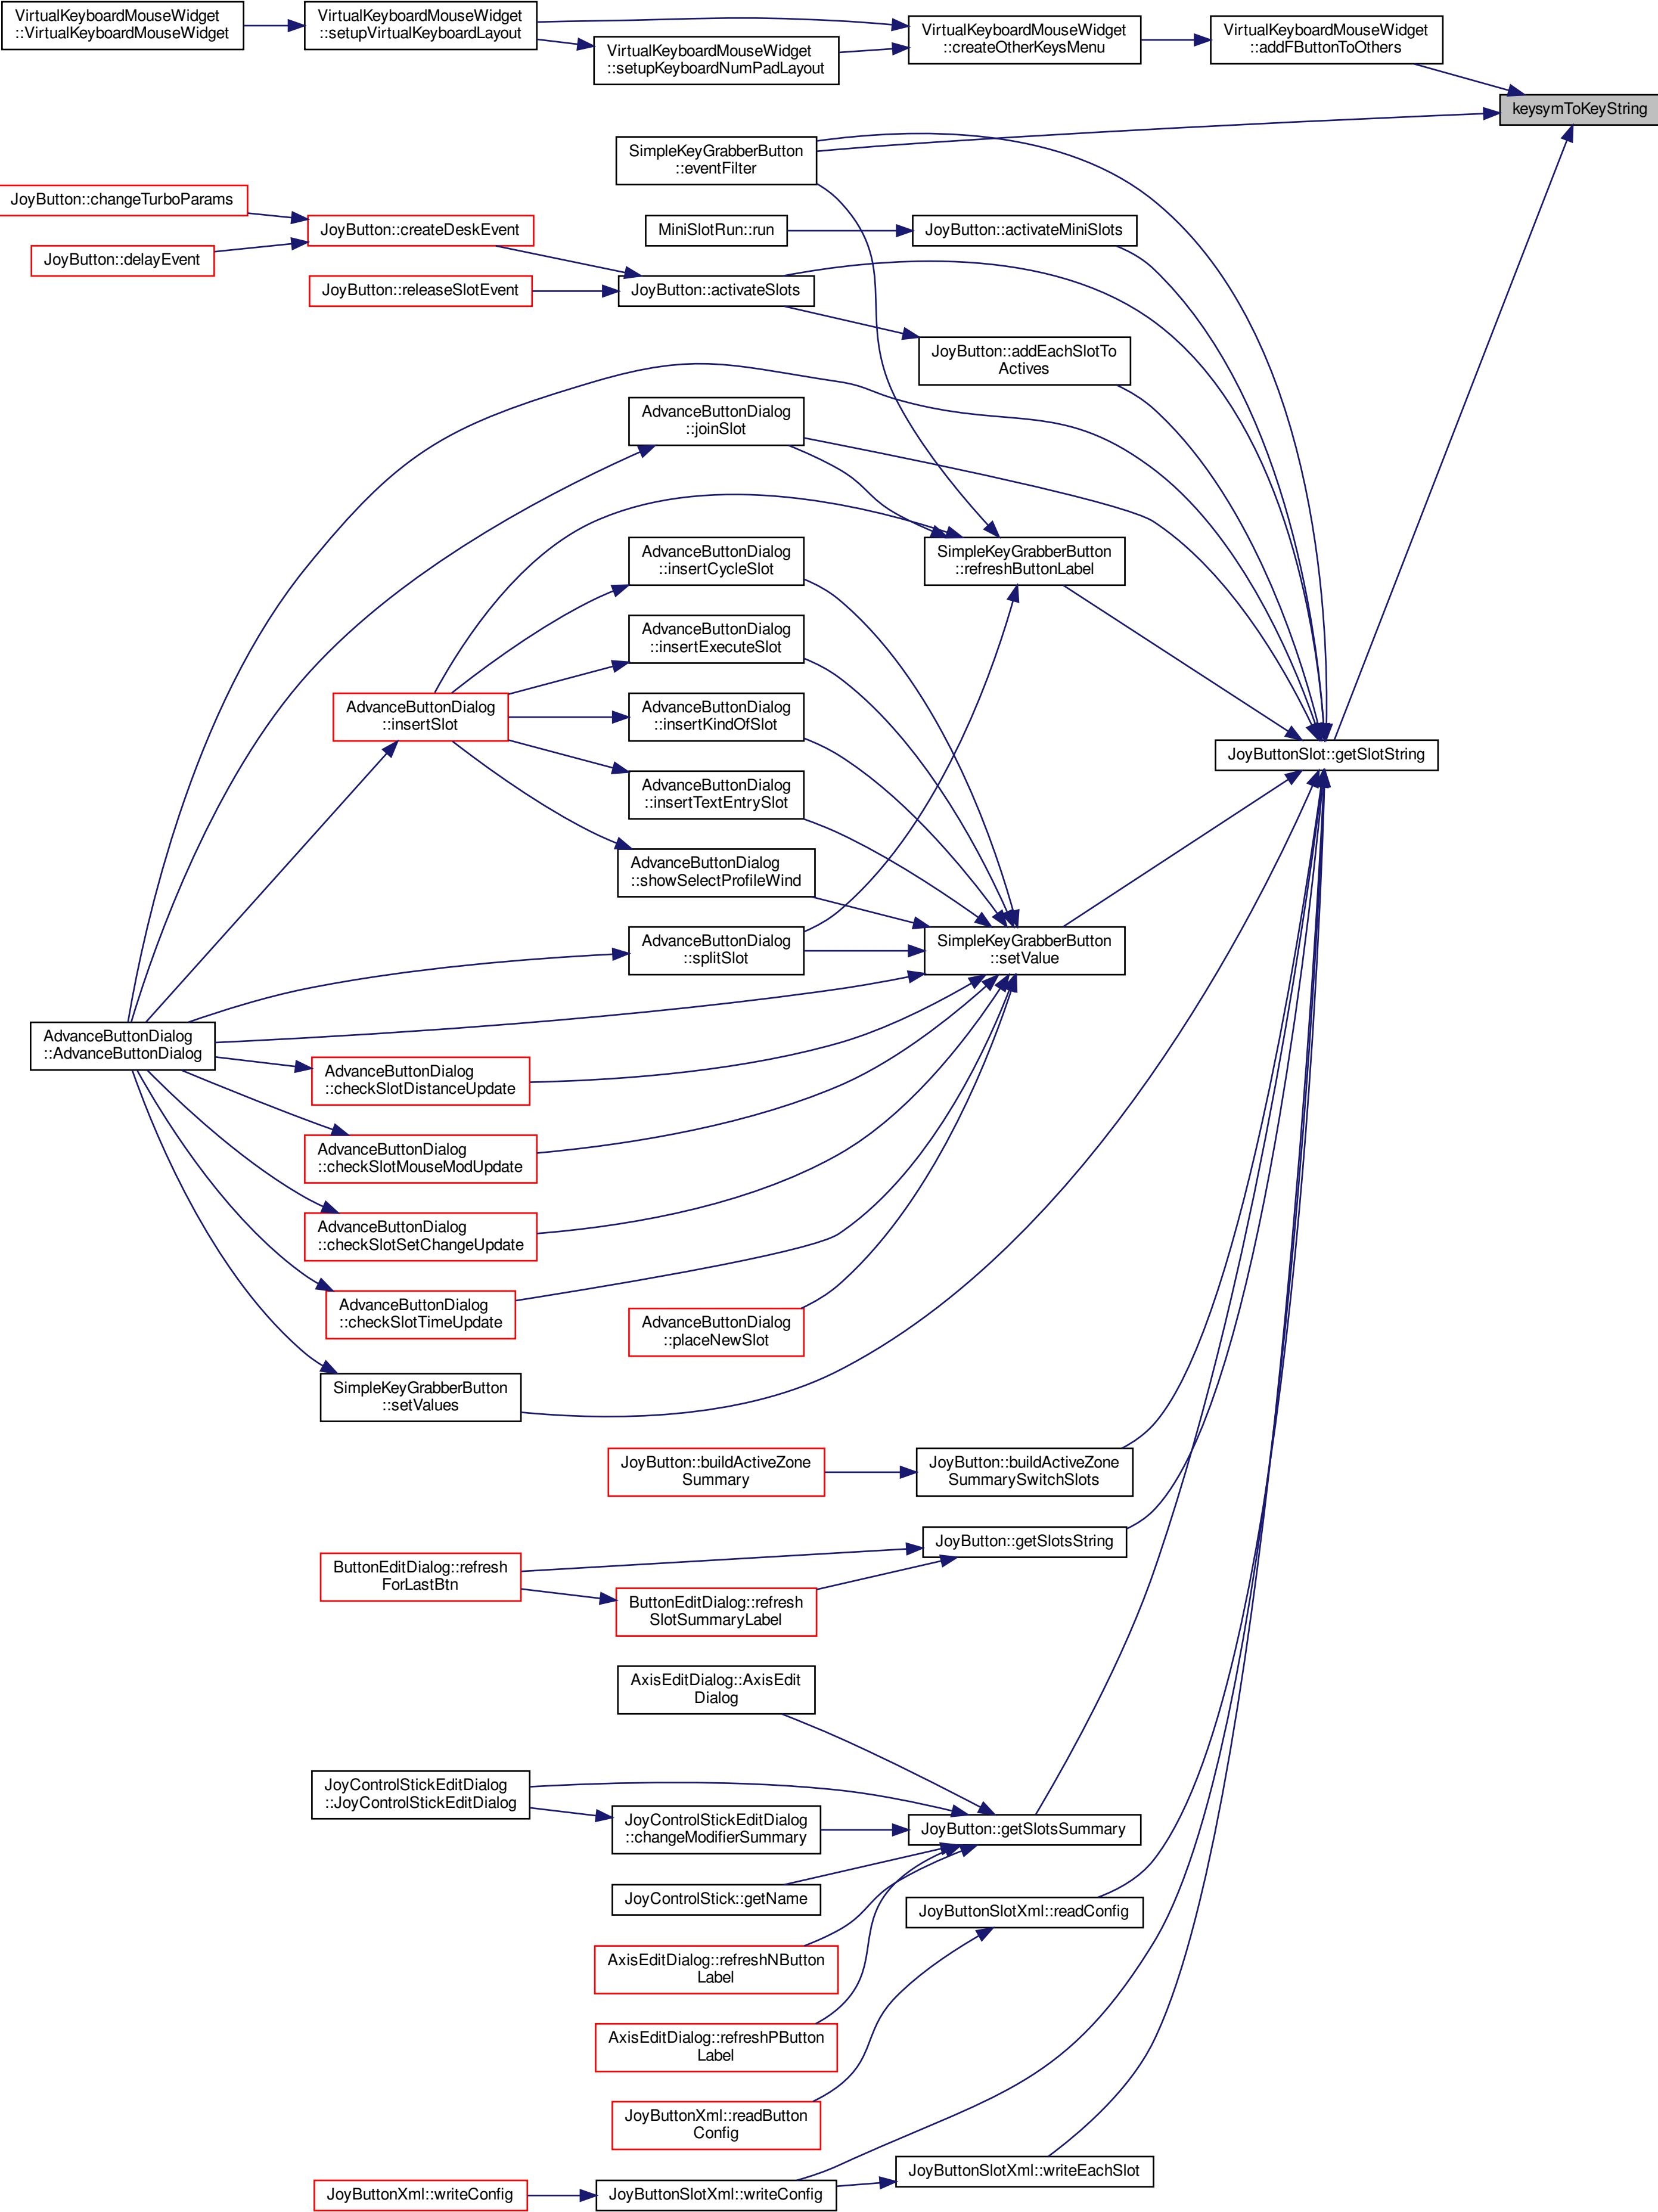 VirtualKeyboardMouseWidget
::VirtualKeyboardMouseWidget
VirtualKeyboardMouseWidget
::setupVirtualKeyboardLayout
VirtualKeyboardMouseWidget
::setupKeyboardNumPadLayout
VirtualKeyboardMouseWidget
::createOtherKeysMenu
VirtualKeyboardMouseWidget
::addFButtonToOthers
keysymToKeyString
SimpleKeyGrabberButton
::eventFilter
JoyButton::changeTurboParams
JoyButton::createDeskEvent
MiniSlotRun::run
JoyButton::activateMiniSlots
JoyButton::delayEvent
JoyButton::releaseSlotEvent
JoyButton::activateSlots
JoyButton::addEachSlotTo
Actives
AdvanceButtonDialog
::joinSlot
AdvanceButtonDialog
::insertCycleSlot
SimpleKeyGrabberButton
::refreshButtonLabel
AdvanceButtonDialog
::insertExecuteSlot
AdvanceButtonDialog
::insertSlot
AdvanceButtonDialog
::insertKindOfSlot
JoyButtonSlot::getSlotString
AdvanceButtonDialog
::insertTextEntrySlot
AdvanceButtonDialog
::showSelectProfileWind
AdvanceButtonDialog
::splitSlot
SimpleKeyGrabberButton
::setValue
AdvanceButtonDialog
::AdvanceButtonDialog
AdvanceButtonDialog
::checkSlotDistanceUpdate
AdvanceButtonDialog
::checkSlotMouseModUpdate
AdvanceButtonDialog
::checkSlotSetChangeUpdate
AdvanceButtonDialog
::checkSlotTimeUpdate
AdvanceButtonDialog
::placeNewSlot
SimpleKeyGrabberButton
::setValues
JoyButton::buildActiveZone
Summary
JoyButton::buildActiveZone
SummarySwitchSlots
JoyButton::getSlotsString
ButtonEditDialog::refresh
ForLastBtn
ButtonEditDialog::refresh
SlotSummaryLabel
AxisEditDialog::AxisEdit
Dialog
JoyControlStickEditDialog
::JoyControlStickEditDialog
JoyControlStickEditDialog
::changeModifierSummary
JoyButton::getSlotsSummary
JoyControlStick::getName
JoyButtonSlotXml::readConfig
AxisEditDialog::refreshNButton
Label
AxisEditDialog::refreshPButton
Label
JoyButtonXml::readButton
Config
JoyButtonSlotXml::writeEachSlot
JoyButtonXml::writeConfig
JoyButtonSlotXml::writeConfig